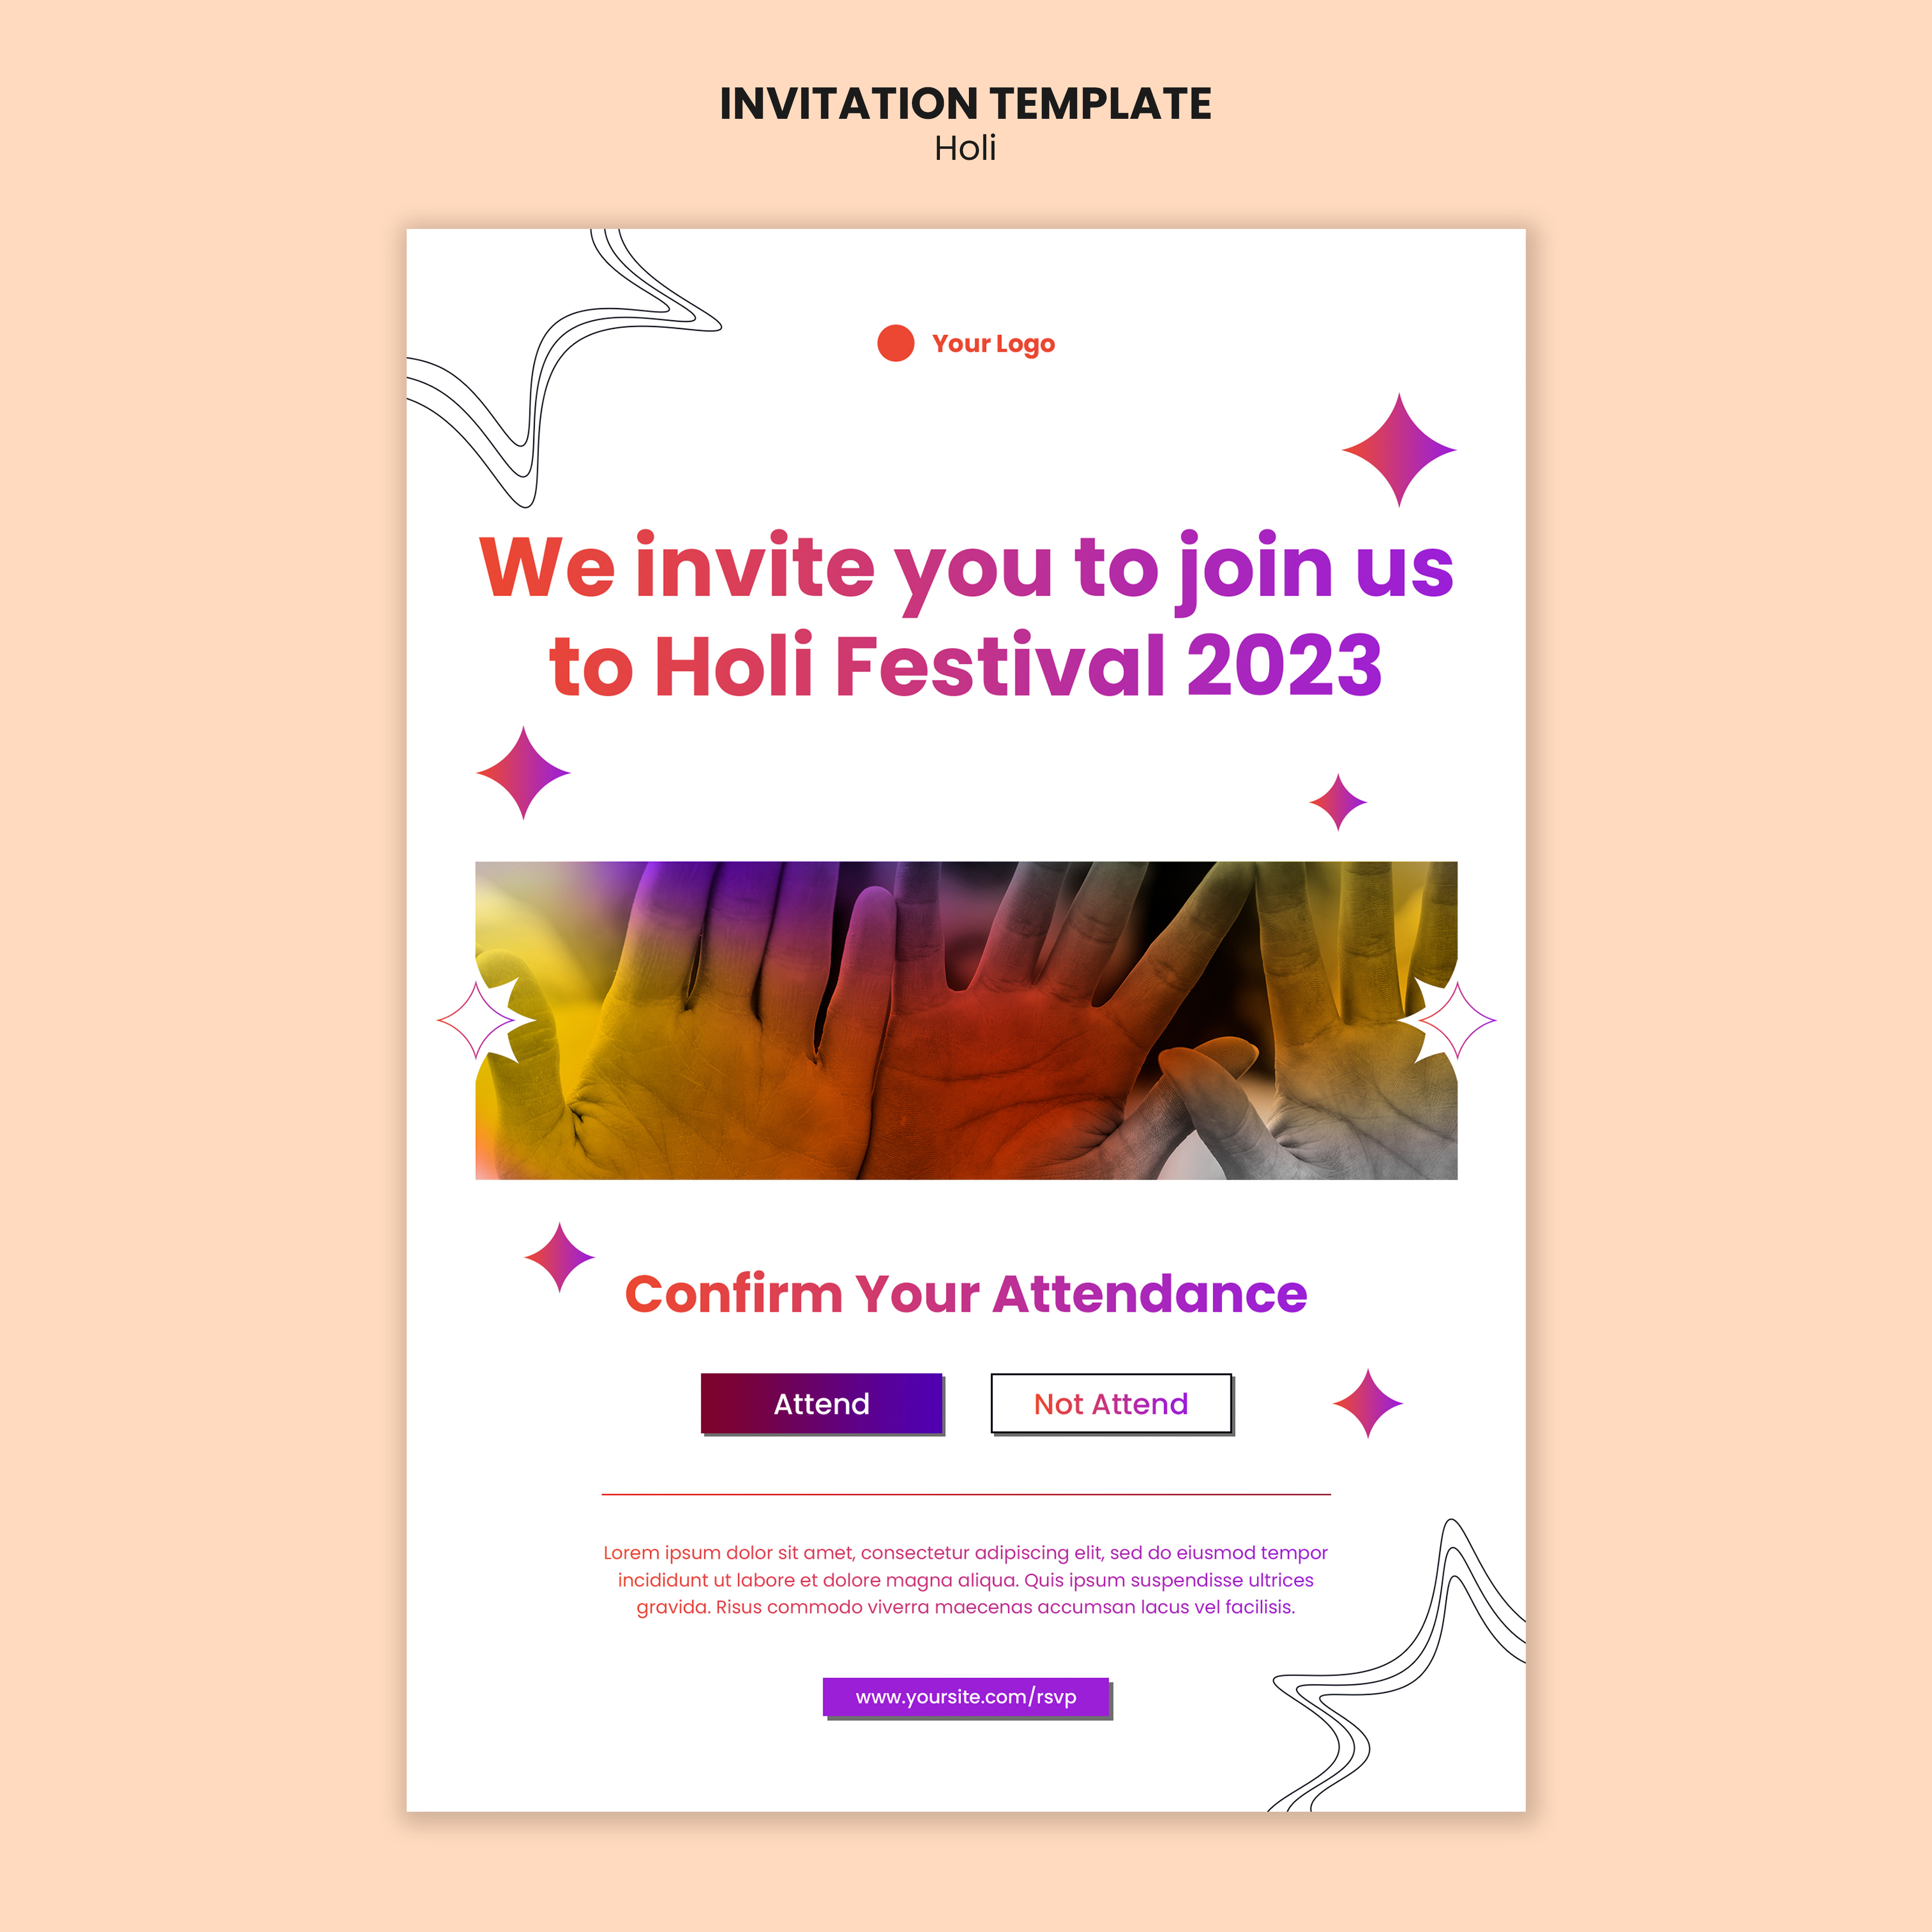 INVITATION TEMPLATE
Holi
Your Logo
We invite you to join us
to Holi Festival 2023
Confirm Your Attendance
Attend
Not Attend
Lorem ipsum dolor sit amet, consectetur adipiscing elit, sed do eiusmod tempor
incididunt ut labore et dolore magna aliqua. Quis ipsum suspendisse ultrices
gravida. Risus commodo viverra maecenas accumsan lacus vel facilisis.
www.yoursite.com/rsvp